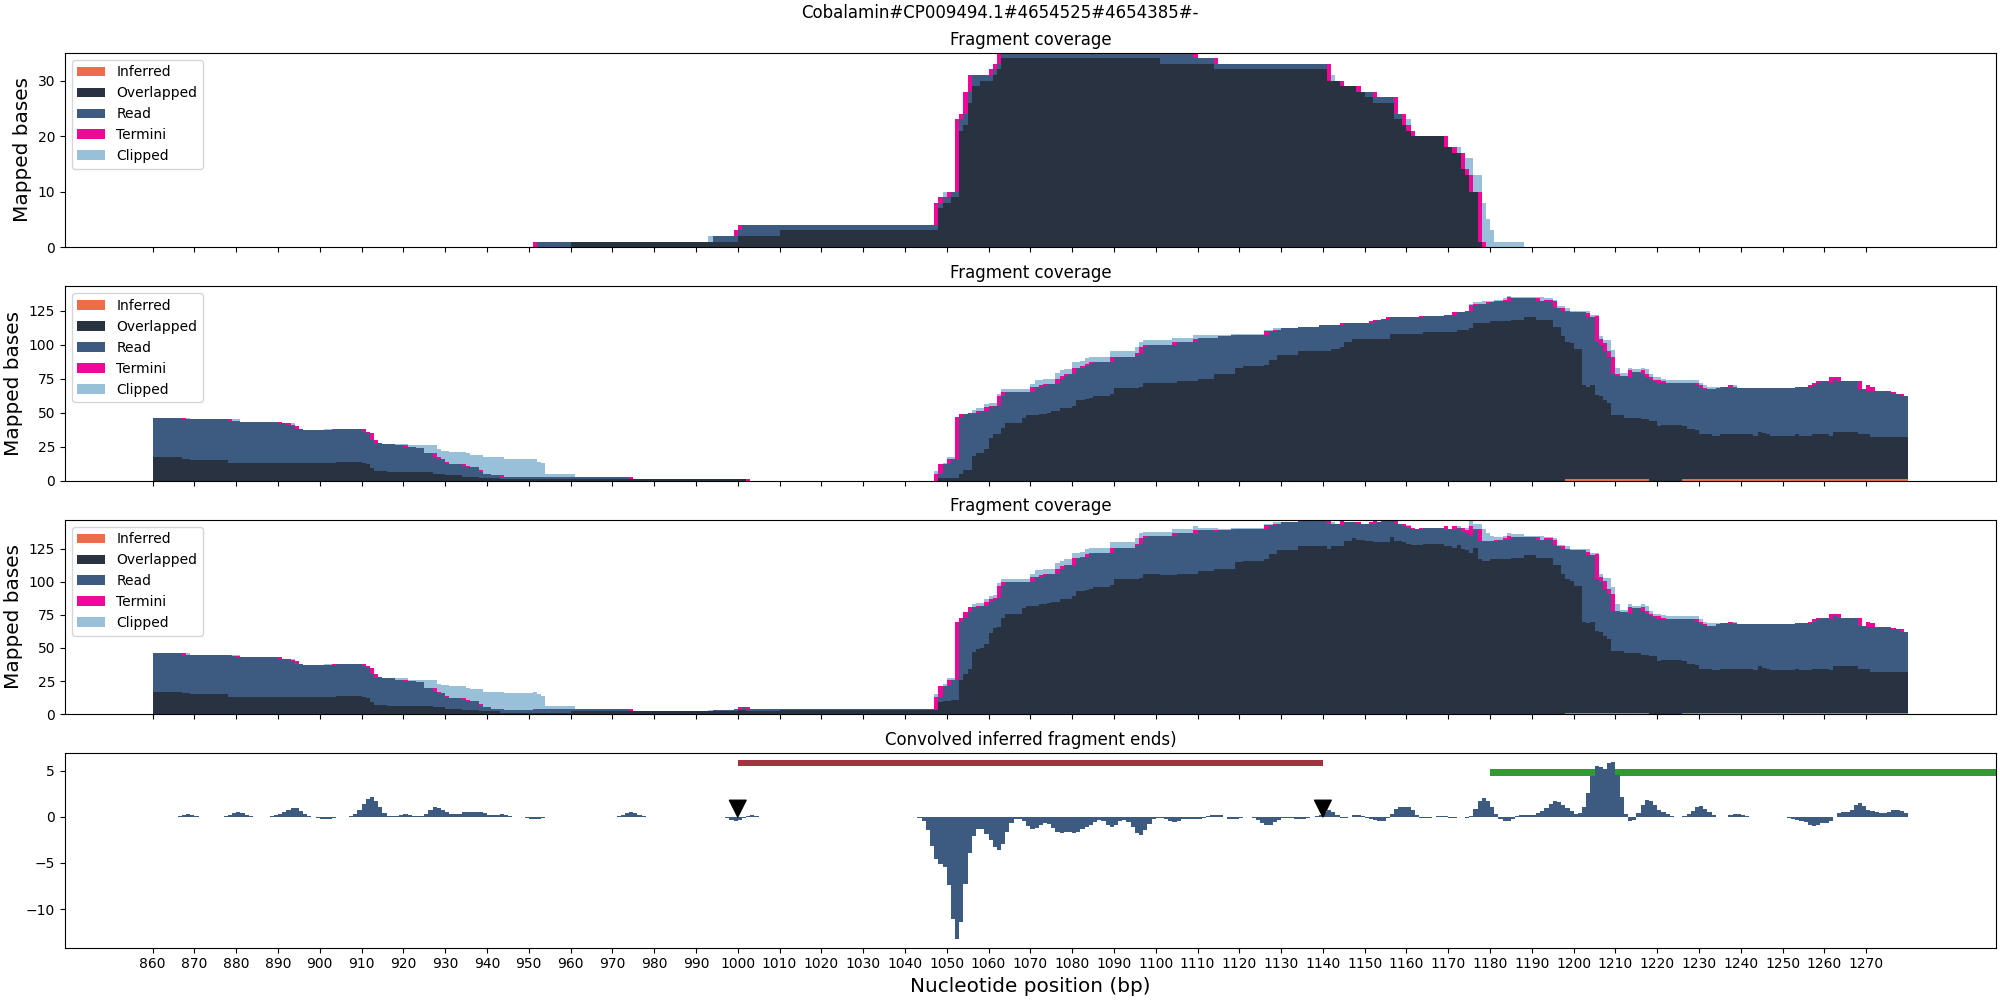 Cobalamin#CP009494.1#4654525#4654385#-
Fragment coverage
Mapped bases
30
20
10
0
Inferred
Overlapped
Read
Termini
Clipped
Fragment coverage
Mapped bases
125
100
75
50
25
0
Inferred
Overlapped
Read
Termini
Clipped
Fragment coverage
Mapped bases
125
100
75
50
25
0
Inferred
Overlapped
Read
Termini
Clipped
Convolved inferred fragment ends)
5
0
−5
−10
860 870 880 890 900 910 920 930 940 950 960 970 980 990 1000 1010 1020 1030 1040 1050 1060 1070 1080 1090 1100 1110 1120 1130 1140 1150 1160 1170 1180 1190 1200 1210 1220 1230 1240 1250 1260 1270
Nucleotide position (bp)